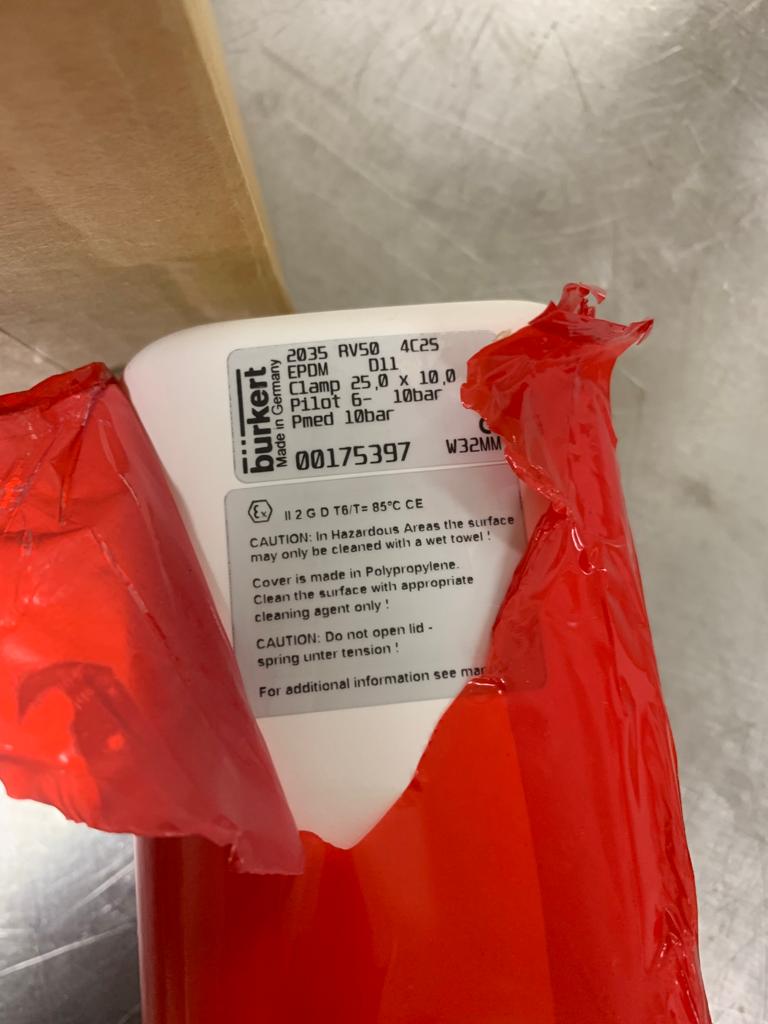 bürkert
Made in Germany
2035 RV50 4C25
EPDM D11
Clamp 25,0 x 10,0
Pilot 6- 10bar
Pmed 10bar
00175397 W32MM
Ex II 2 G D T6/T= 85°C CE
CAUTION: In Hazardous Areas the surface
may only be cleaned with a wet towel !
Cover is made in Polypropylene.
Clean the surface with appropriate
cleaning agent only !
CAUTION: Do not open lid -
spring unter tension !
For additional information see